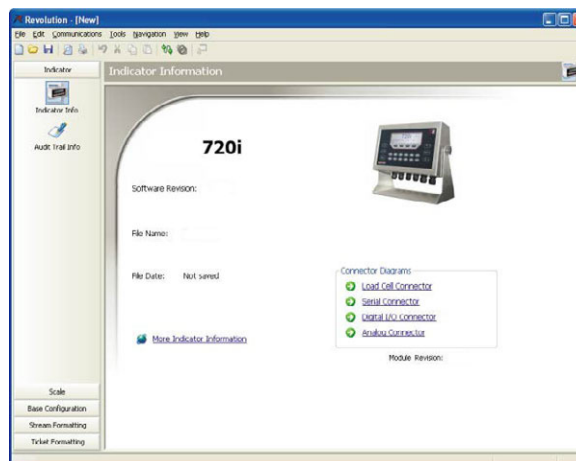 Revolution - [New]
File Edit Communications Tools Navigation View Help
Indicator
Indicator Information
Indicator Info
Audit Trail Info
720i
Software Revision:
File Name:
File Date: Not saved
Connector Diagrams
Load Cell Connector
Serial Connector
Digital I/O Connector
Analog Connector
More Indicator Information
Module Revision:
Scale
Base Configuration
Stream Formatting
Ticket Formatting